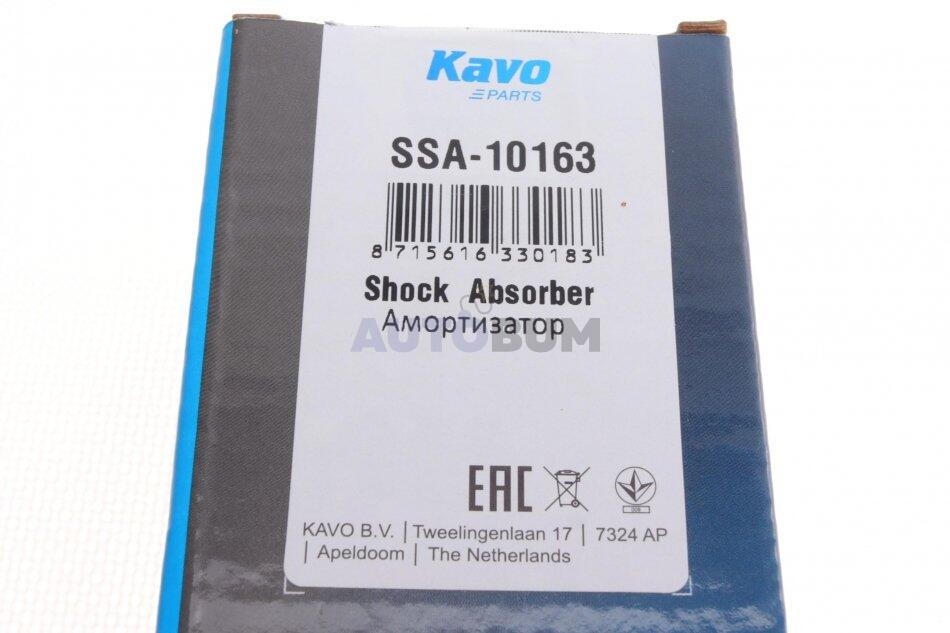 Kavo
PARTS
SSA-10163
8 715616 330183
Shock Absorber
Амортизатор
AUTOBUM
EAC
009
KAVO B.V. | Tweelingenlaan 17 | 7324 AP
| Apeldoom | The Netherlands